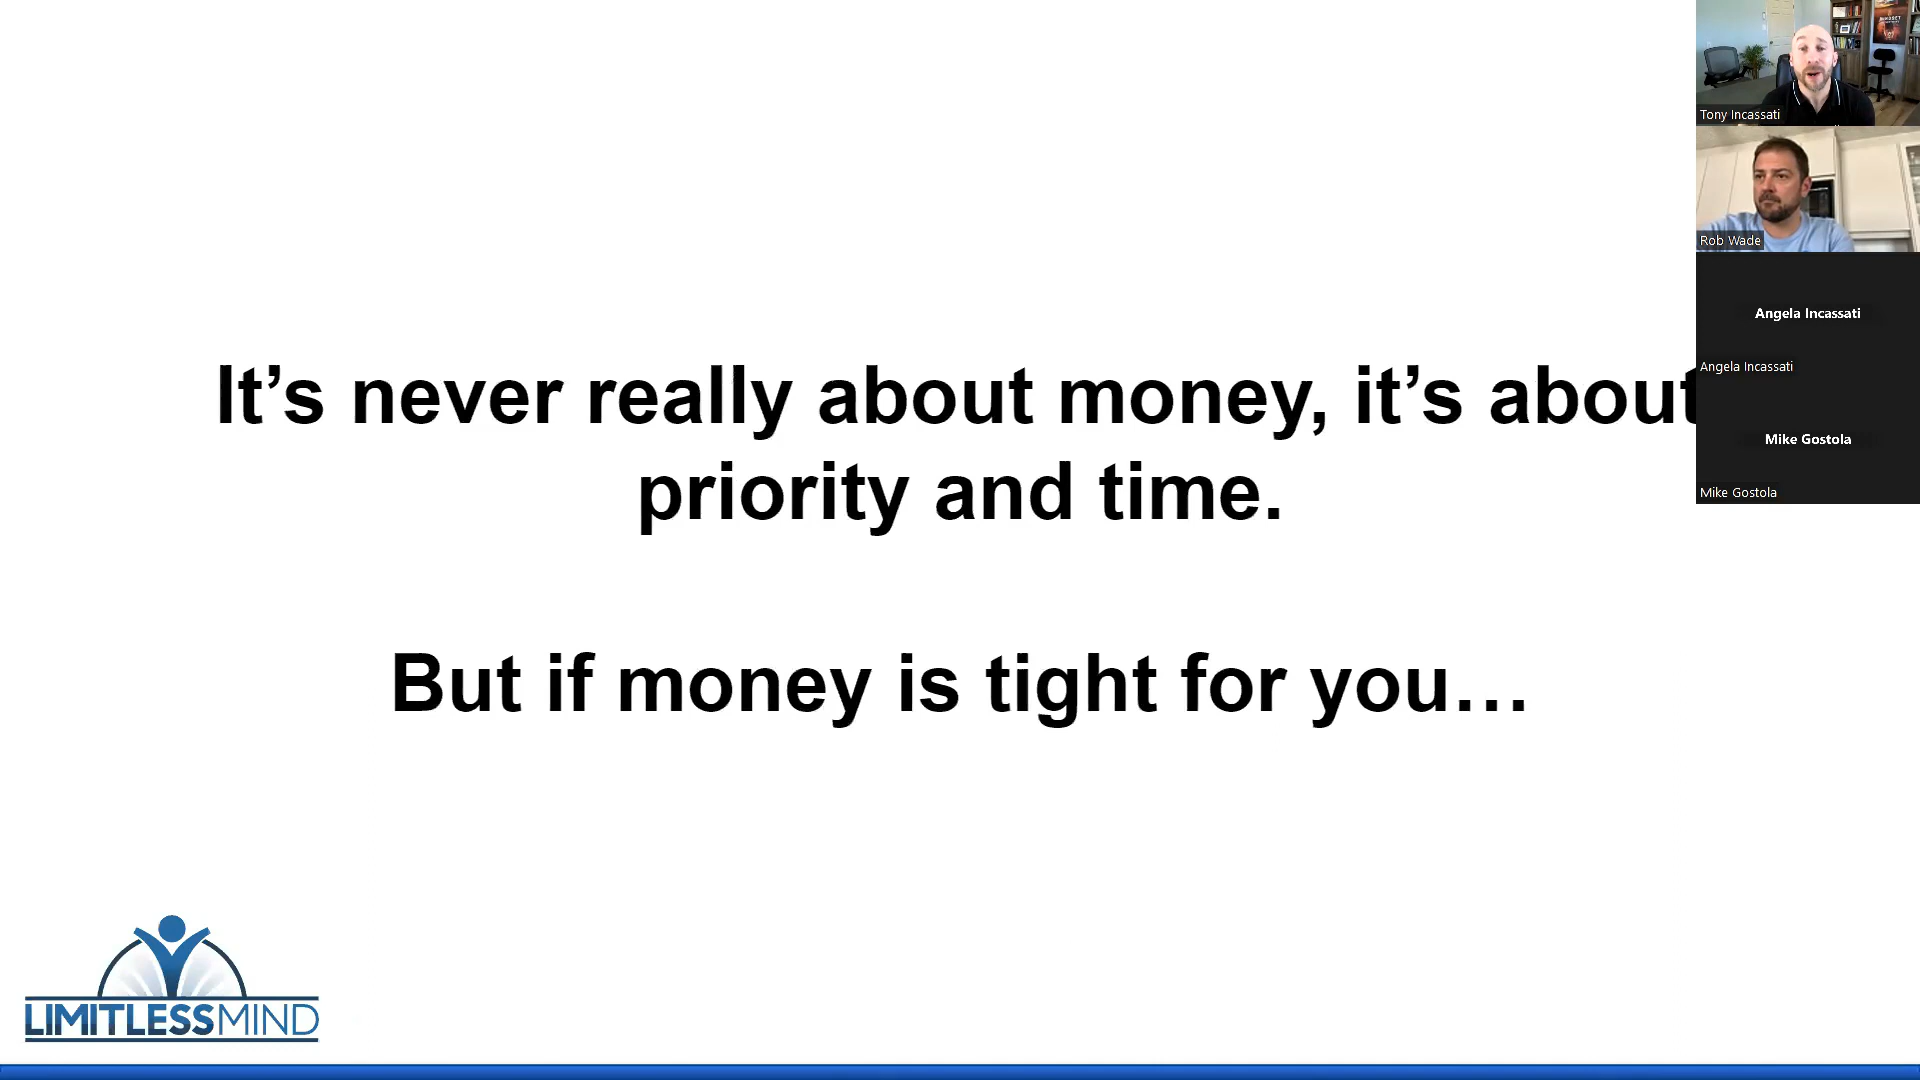 It’s never really about money, it’s about
priority and time.
But if money is tight for you…
LIMITLESSMIND
Tony Incassati
Rob Wade
Angela Incassati
Angela Incassati
Mike Gostola
Mike Gostola